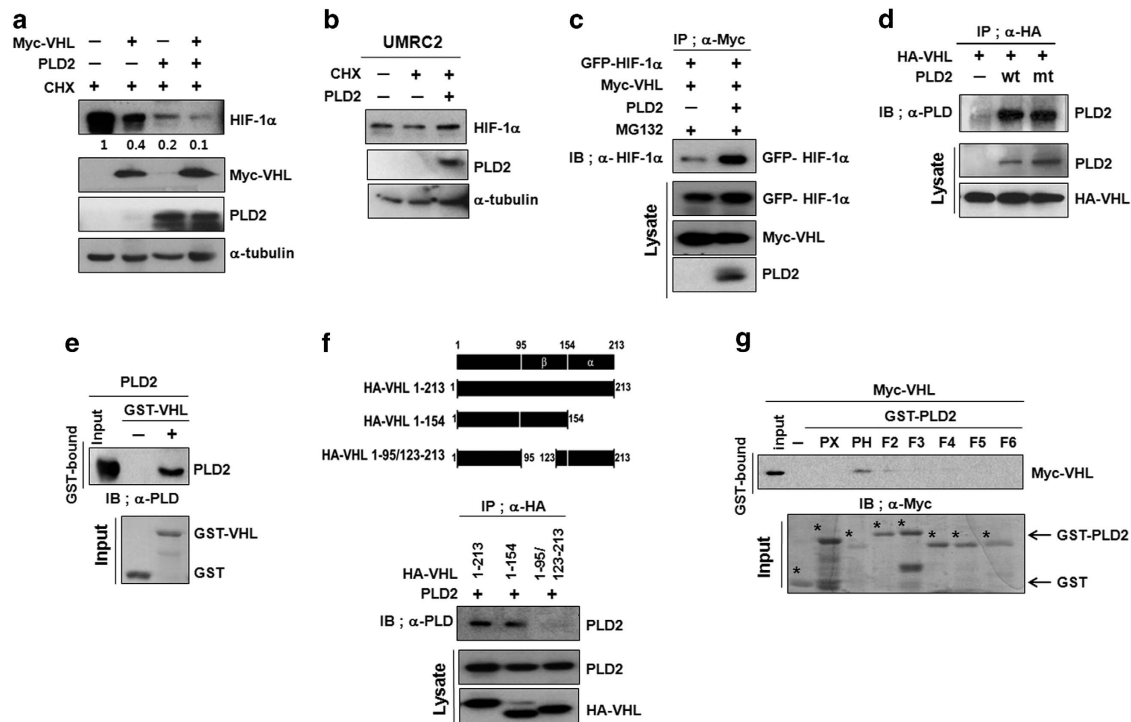 a
Myc-VHL – + – +
PLD2 – – + +
CHX + + + +
HIF-1α
1 0.4 0.2 0.1
Myc-VHL
PLD2
α-tubulin
b
UMRC2
CHX – + +
PLD2 – – +
HIF-1α
PLD2
α-tubulin
c
IP ; α-Myc
GFP-HIF-1α + +
Myc-VHL + +
PLD2 – +
MG132 + +
IB ; α- HIF-1α
GFP- HIF-1α
Lysate
GFP- HIF-1α
Myc-VHL
PLD2
d
IP ; α-HA
HA-VHL + + +
PLD2 – wt mt
IB ; α-PLD
PLD2
Lysate
PLD2
HA-VHL
e
PLD2
GST-VHL
Input – +
GST-bound
PLD2
IB ; α-PLD
Input
GST-VHL
GST
f
1 95 154 213
β α
HA-VHL 1-213 1 213
HA-VHL 1-154 1 154
HA-VHL 1-95/123-213 1 95 123 213
IP ; α-HA
HA-VHL 1-213 1-154 1-95/ 123-213
PLD2 + + +
IB ; α-PLD
PLD2
Lysate
PLD2
HA-VHL
g
Myc-VHL
GST-PLD2
input – PX PH F2 F3 F4 F5 F6
GST-bound
Myc-VHL
IB ; α-Myc
Input
* * * * * * * *
GST-PLD2
GST